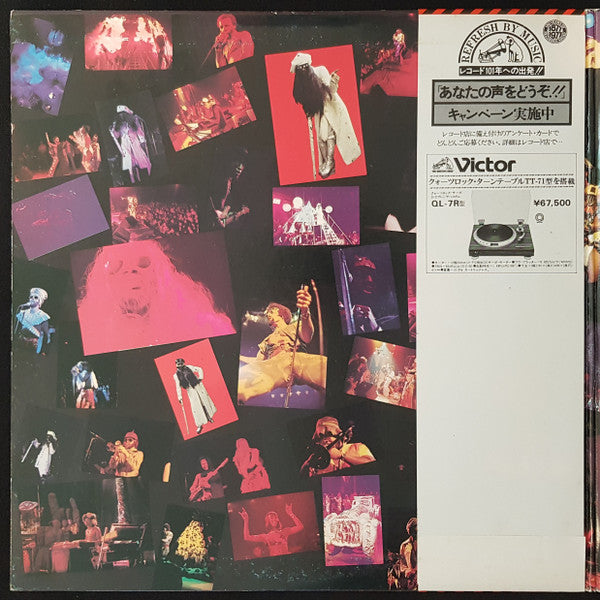 REFRESH BY MUSIC
1877 1977
レコード101年への出発!!
「あなたの声をどうぞ!!」
キャンペーン実施中
レコード店に備え付けのアンケート・カードで
どんどんご応募ください。詳細はレコード店で…
Victor
クォーツロック・ターンテーブルTT-71型を搭載
QL-7R型
¥67,500